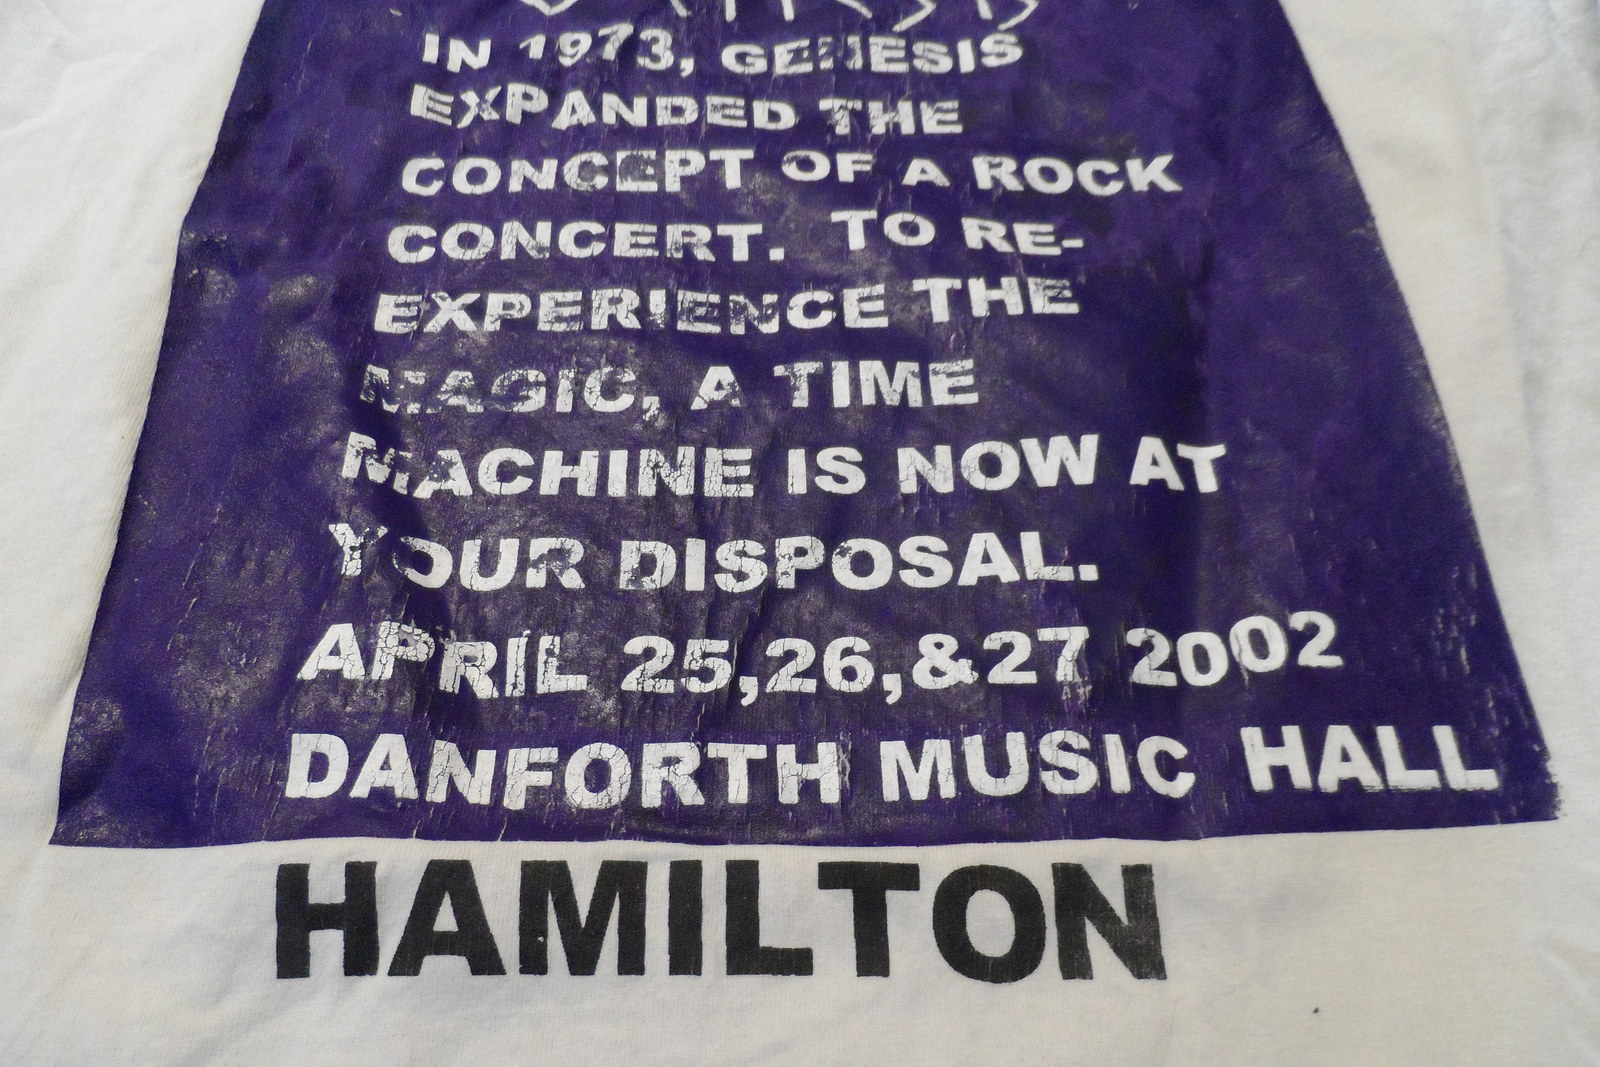 IN 1973, GENESIS
EXPANDED THE
CONCEPT OF A ROCK
CONCERT. TO RE-
EXPERIENCE THE
MAGIC, A TIME
MACHINE IS NOW AT
YOUR DISPOSAL.
APRIL 25,26,&27 2002
DANFORTH MUSIC HALL
HAMILTON